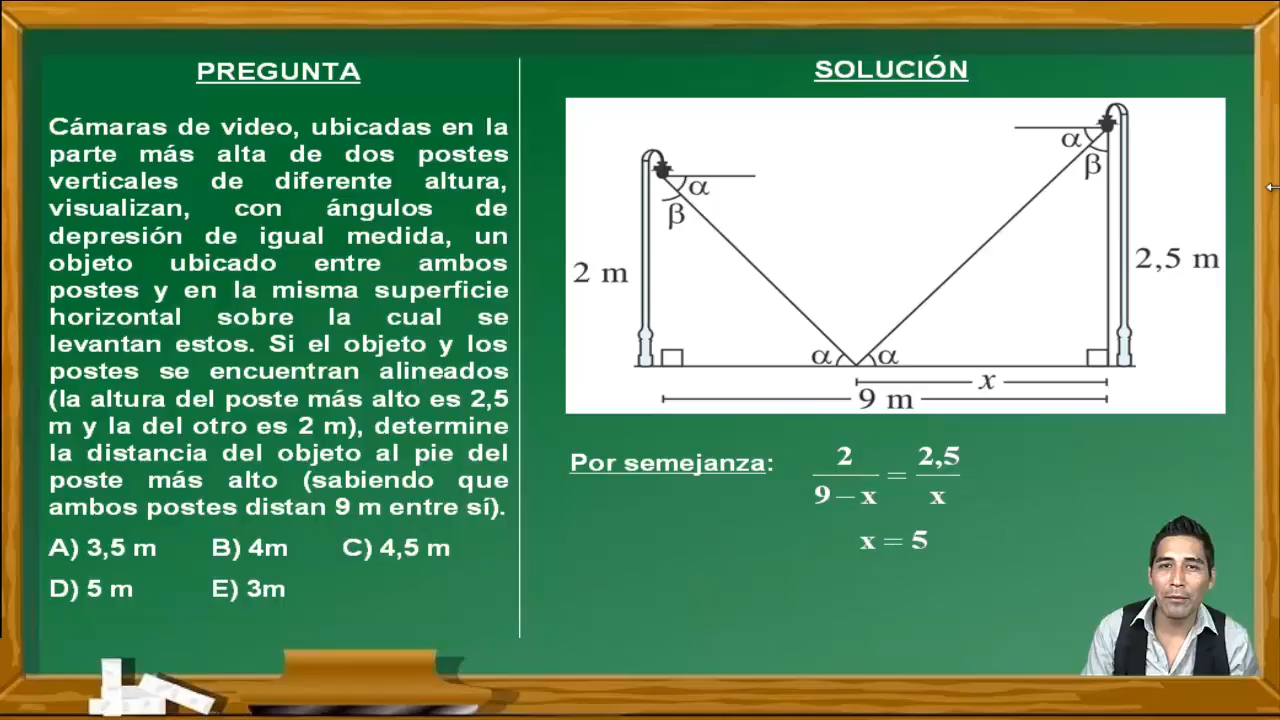 PREGUNTA
Cámaras de video, ubicadas en la
parte más alta de dos postes
verticales de diferente altura,
visualizan, con ángulos de
depresión de igual medida, un
objeto ubicado entre ambos
postes y en la misma superficie
horizontal sobre la cual se
levantan estos. Si el objeto y los
postes se encuentran alineados
(la altura del poste más alto es 2,5
m y la del otro es 2 m), determine
la distancia del objeto al pie del
poste más alto (sabiendo que
ambos postes distan 9 m entre sí).
A) 3,5 m B) 4m C) 4,5 m
D) 5 m E) 3m
SOLUCIÓN
α
β
α
β
2 m
2,5 m
α α
x
9 m
Por semejanza: 2/(9 – x) = 2,5/x
x = 5